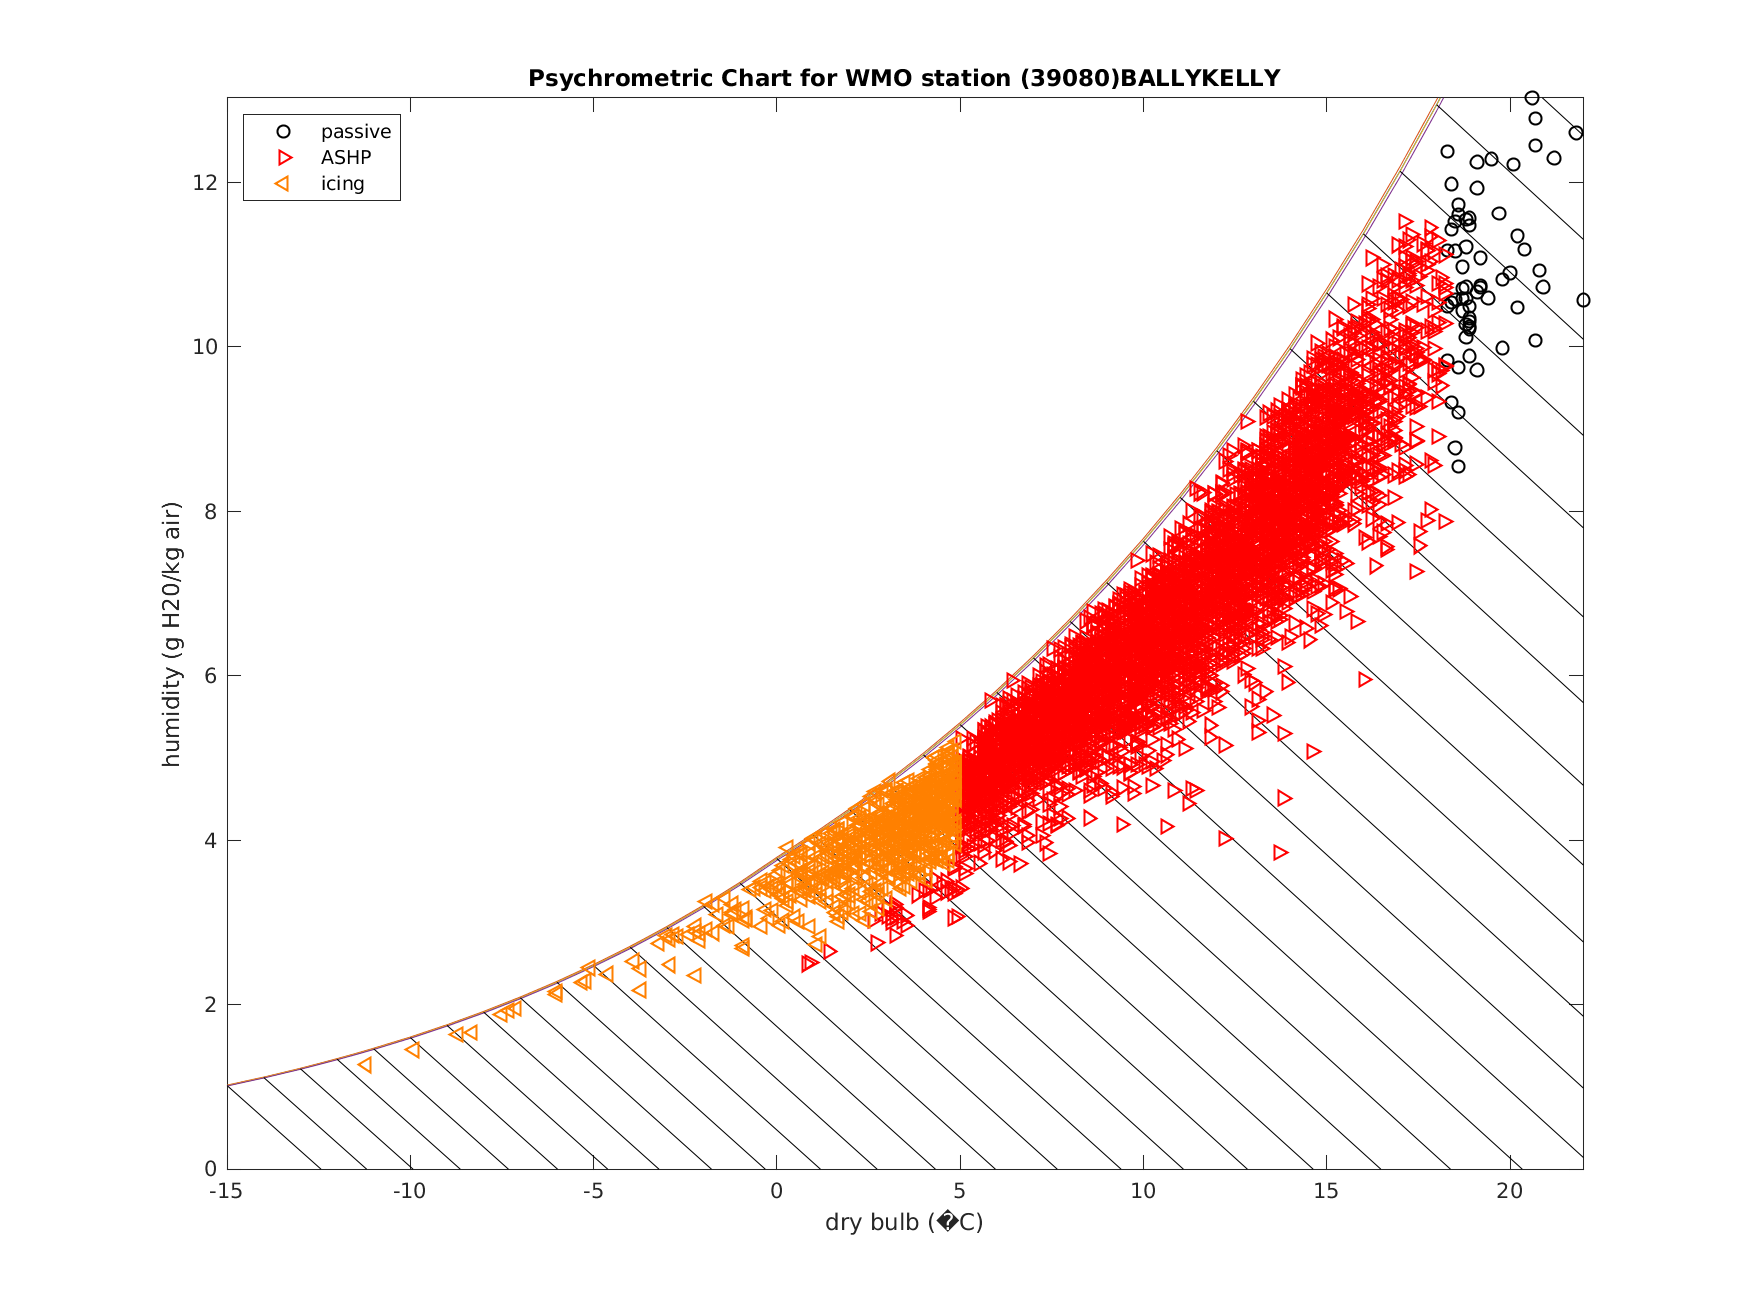 Psychrometric Chart for WMO station (39080)BALLYKELLY
passive
ASHP
icing
12
10
8
6
4
2
0
humidity (g H20/kg air)
-15 -10 -5 0 5 10 15 20
dry bulb (�C)